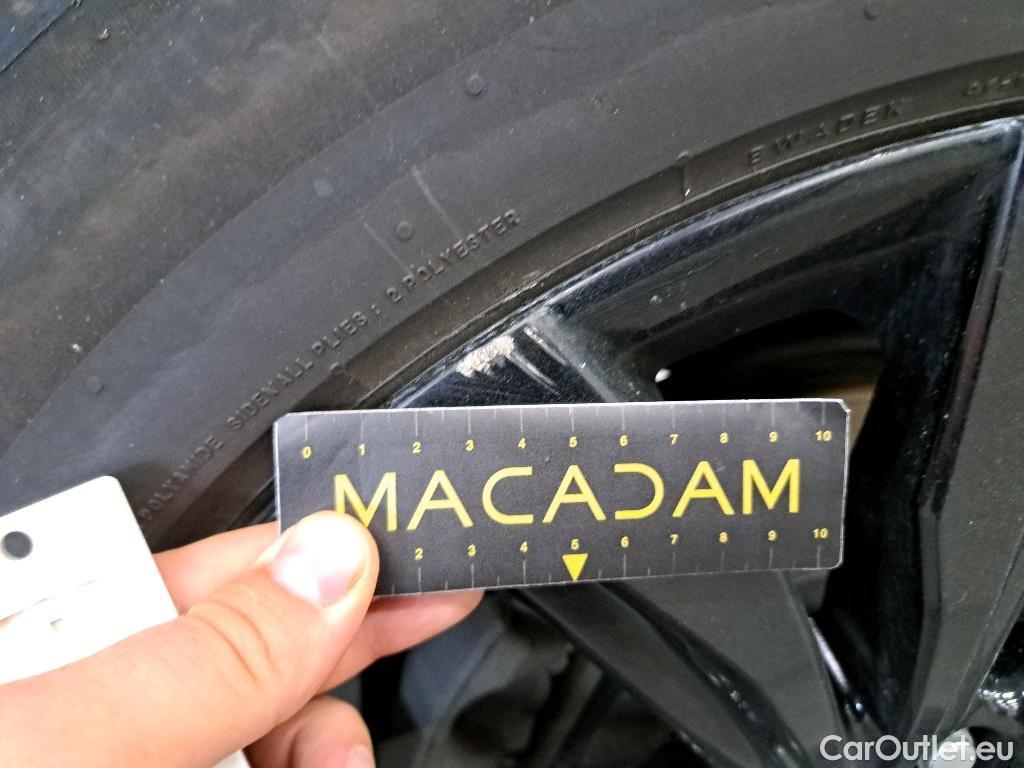 POLYAMIDE SIDEWALL PLIES: 2 POLYESTER
0 1 2 3 4 5 6 7 8 9 10
MACADAM
2 3 4 5 6 7 8 9 10
CarOutlet.eu